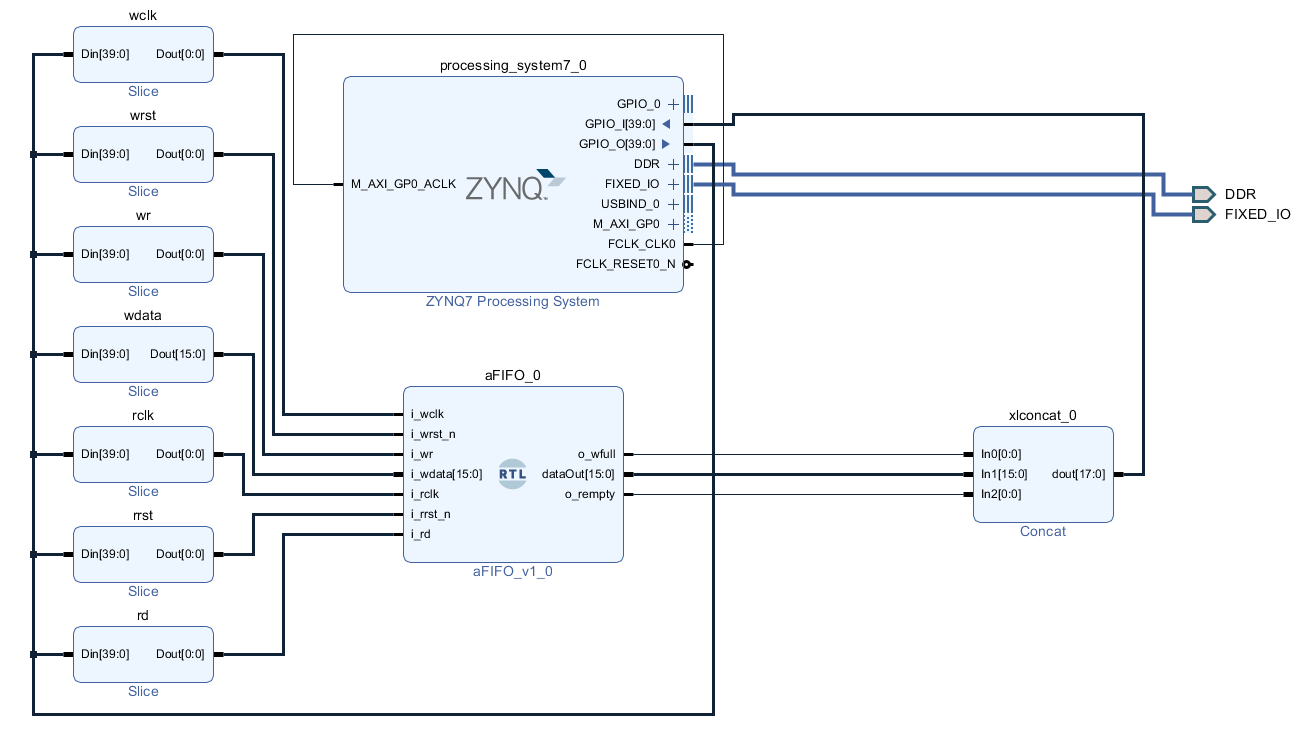 wclk
Din[39:0] Dout[0:0]
Slice
wrst
Din[39:0] Dout[0:0]
Slice
wr
Din[39:0] Dout[0:0]
Slice
wdata
Din[39:0] Dout[15:0]
Slice
rclk
Din[39:0] Dout[0:0]
Slice
rrst
Din[39:0] Dout[0:0]
Slice
rd
Din[39:0] Dout[0:0]
Slice
processing_system7_0
GPIO_0
GPIO_I[39:0]
GPIO_O[39:0]
DDR
M_AXI_GP0_ACLK
ZYNQ
FIXED_IO
USBIND_0
M_AXI_GP0
FCLK_CLK0
FCLK_RESET0_N
ZYNQ7 Processing System
aFIFO_0
i_wclk
i_wrst_n
i_wr o_wfull
i_wdata[15:0] RTL dataOut[15:0]
i_rclk o_rempty
i_rrst_n
i_rd
aFIFO_v1_0
xlconcat_0
In0[0:0]
In1[15:0] dout[17:0]
In2[0:0]
Concat
DDR
FIXED_IO